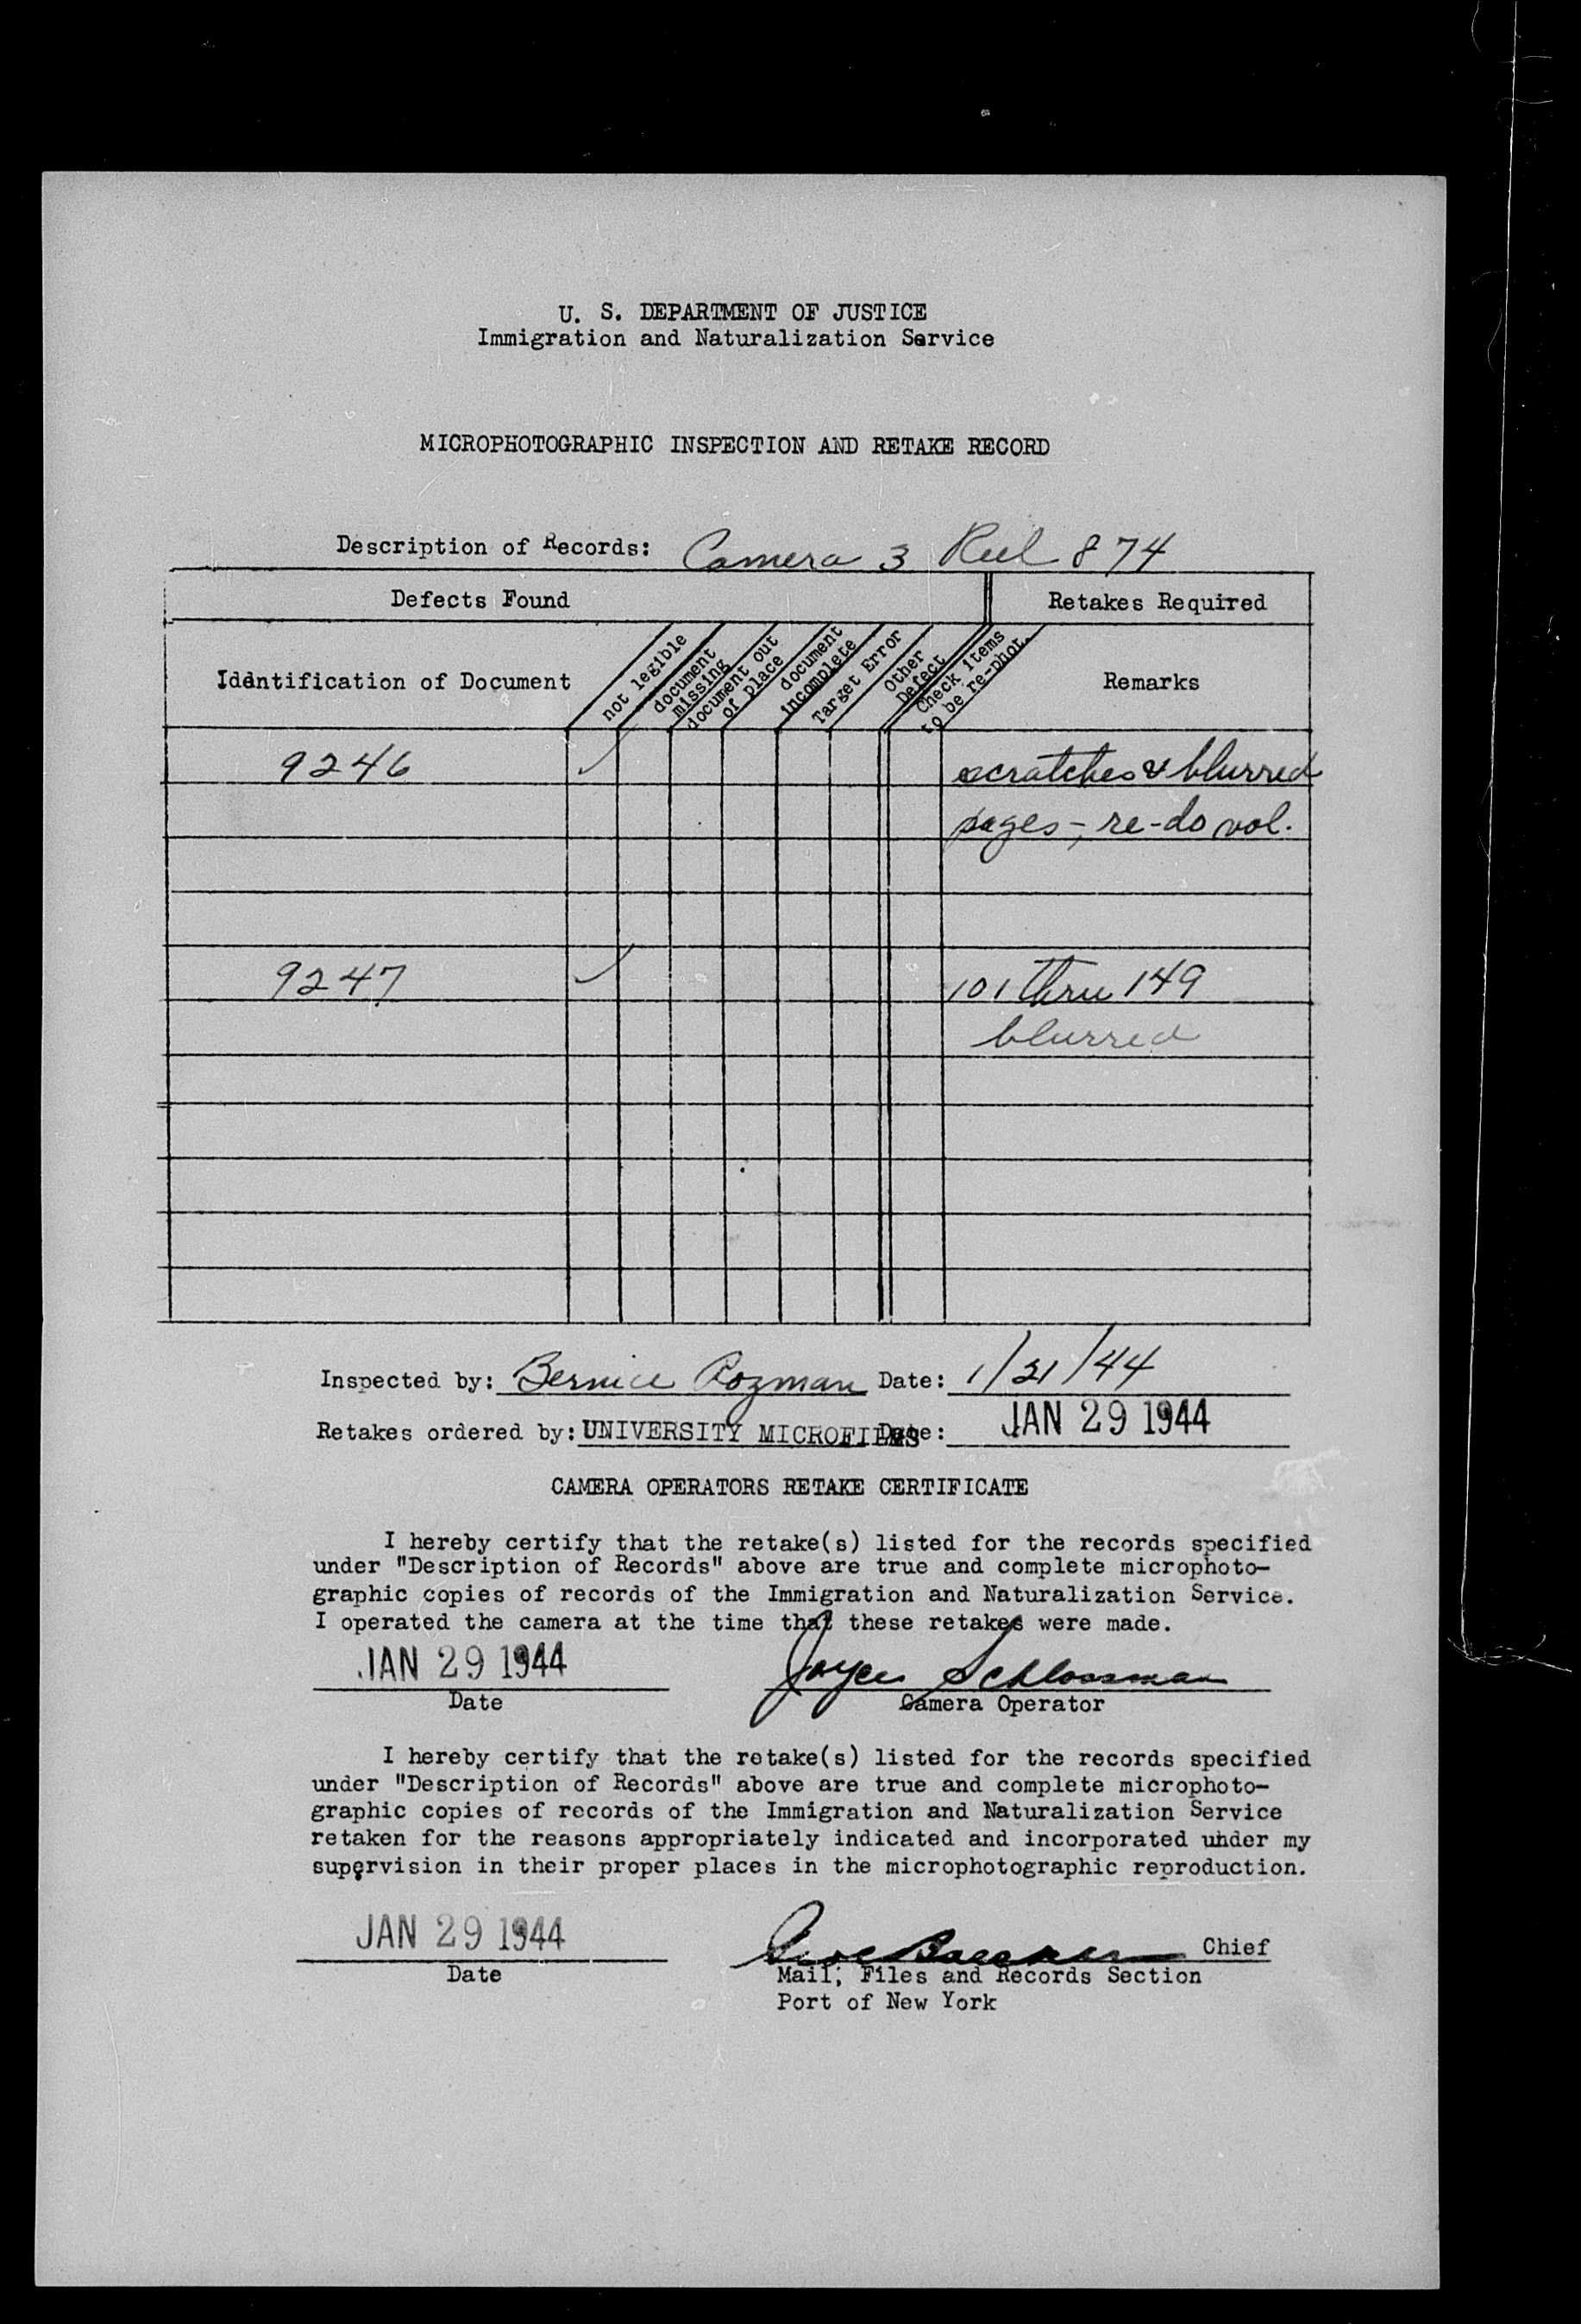 U. S. DEPARTMENT OF JUSTICE
Immigration and Naturalization Service
MICROPHOTOGRAPHIC INSPECTION AND RETAKE RECORD
Description of Records: Camera 3 Reel 874
Defects Found Retakes Required
Identification of Document
not legible
document missing
document out of place
document incomplete
Target Error
Other Defect
Check items to be re-phot.
Remarks
9246 ✓ scratches & blurred
pages-, re-do vol.
9247 ✓ 101 thru 149
blurred
Inspected by: Bernice Rozman Date: 1/21/44
Retakes ordered by: UNIVERSITY MICROFILMS Date: JAN 29 1944
CAMERA OPERATORS RETAKE CERTIFICATE
I hereby certify that the retake(s) listed for the records specified
under "Description of Records" above are true and complete microphoto-
graphic copies of records of the Immigration and Naturalization Service.
I operated the camera at the time that these retakes were made.
JAN 29 1944 Joyce Schlossman
Date Camera Operator
I hereby certify that the retake(s) listed for the records specified
under "Description of Records" above are true and complete microphoto-
graphic copies of records of the Immigration and Naturalization Service
retaken for the reasons appropriately indicated and incorporated under my
supervision in their proper places in the microphotographic reproduction.
JAN 29 1944 Chief
Date Mail, Files and Records Section
Port of New York